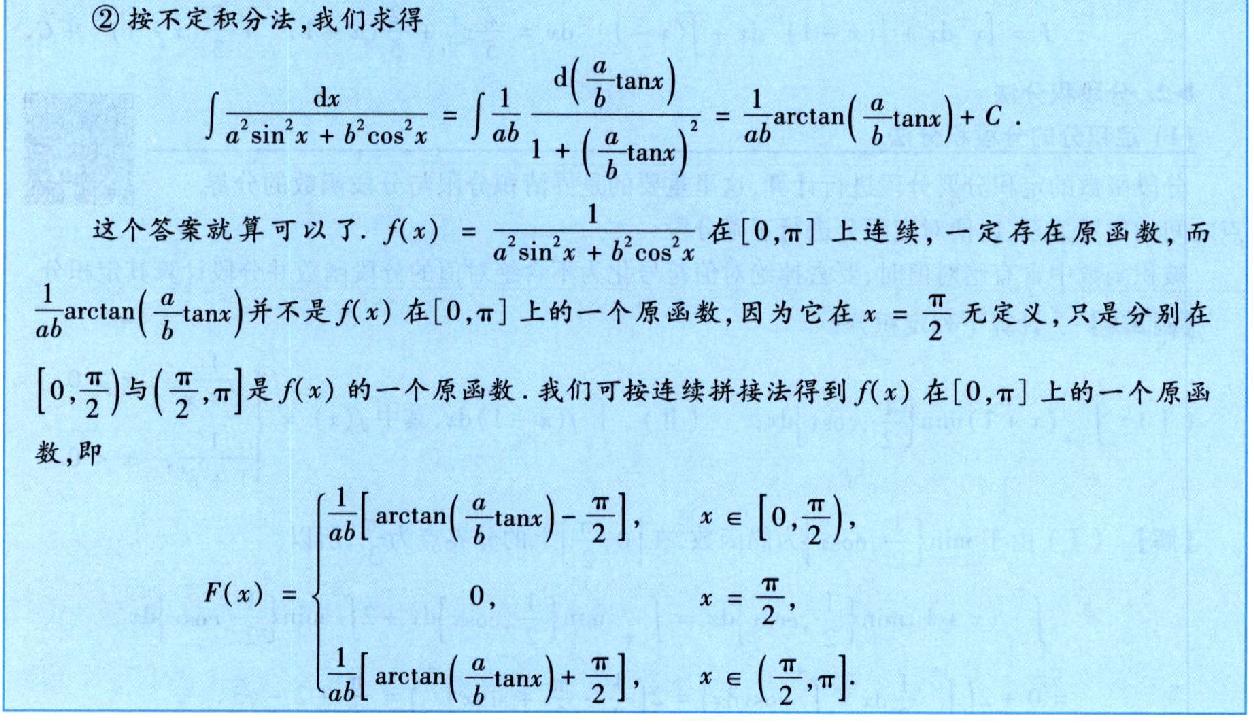 ② 按不定积分法,我们求得
$\int \frac{\mathrm{d}x}{a^2\sin^2 x + b^2\cos^2 x} = \int \frac{1}{ab} \frac{\mathrm{d}\left(\frac{a}{b}\tan x\right)}{1 + \left(\frac{a}{b}\tan x\right)^2} = \frac{1}{ab}\arctan\left(\frac{a}{b}\tan x\right) + C .$
这个答案就算可以了. $f(x) = \frac{1}{a^2\sin^2 x + b^2\cos^2 x}$ 在 $[0,\pi]$ 上连续,一定存在原函数,而
$\frac{1}{ab}\arctan\left(\frac{a}{b}\tan x\right)$并不是 $f(x)$ 在$[0,\pi]$ 上的一个原函数,因为它在 $x = \frac{\pi}{2}$ 无定义,只是分别在
$\left[0,\frac{\pi}{2}\right)$与$\left(\frac{\pi}{2},\pi\right]$是 $f(x)$ 的一个原函数.我们可按连续拼接法得到 $f(x)$ 在$[0,\pi]$ 上的一个原函
数,即
$F(x) = \begin{cases} \frac{1}{ab}\left[\arctan\left(\frac{a}{b}\tan x\right) - \frac{\pi}{2}\right], & x \in \left[0,\frac{\pi}{2}\right), \\ 0, & x = \frac{\pi}{2}, \\ \frac{1}{ab}\left[\arctan\left(\frac{a}{b}\tan x\right) + \frac{\pi}{2}\right], & x \in \left(\frac{\pi}{2},\pi\right]. \end{cases}$